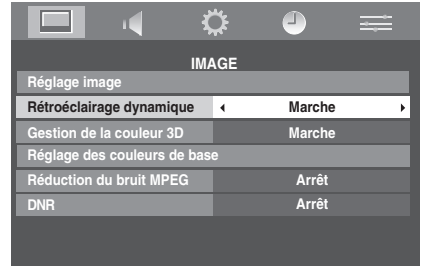 IMAGE
Réglage image
Rétroéclairage dynamique Marche
Gestion de la couleur 3D Marche
Réglage des couleurs de base
Réduction du bruit MPEG Arrêt
DNR Arrêt